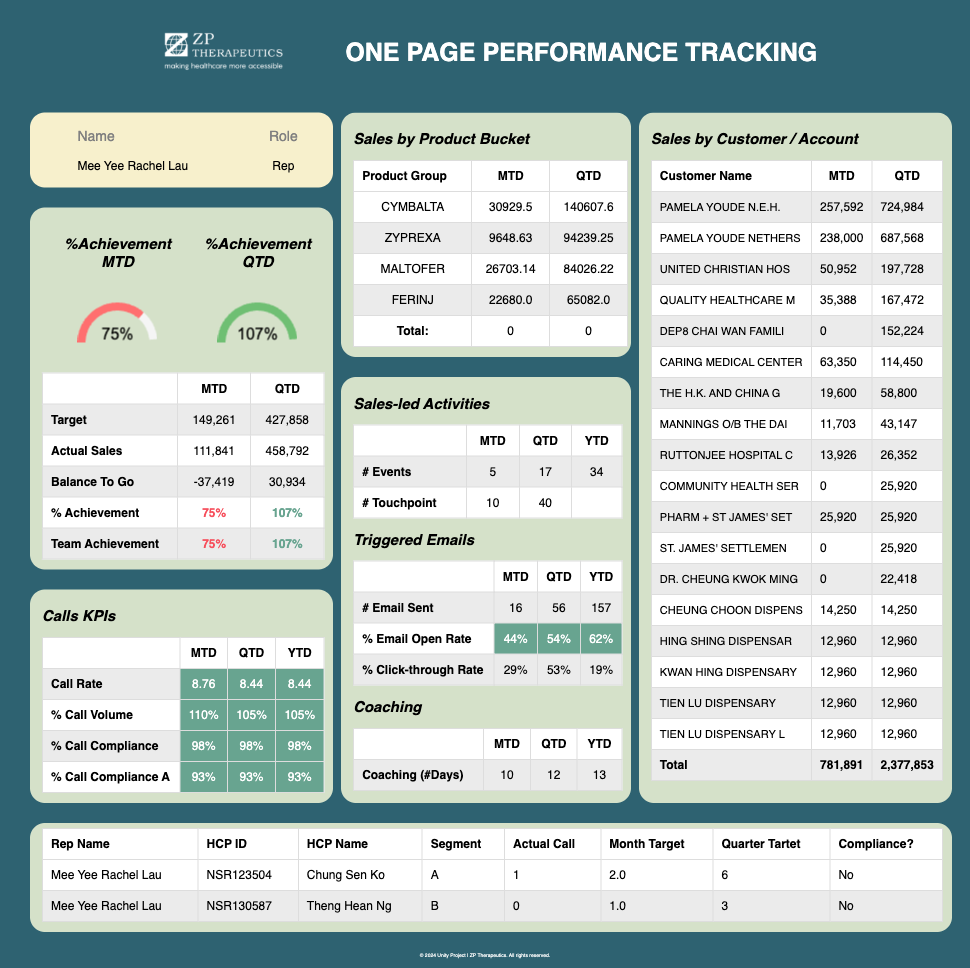 ZP
THERAPEUTICS
making healthcare more accessible
ONE PAGE PERFORMANCE TRACKING
Name Role
Mee Yee Rachel Lau Rep
%Achievement MTD
%Achievement QTD
75%
107%
MTD QTD
Target 149,261 427,858
Actual Sales 111,841 458,792
Balance To Go -37,419 30,934
% Achievement 75% 107%
Team Achievement 75% 107%
Calls KPIs
MTD QTD YTD
Call Rate 8.76 8.44 8.44
% Call Volume 110% 105% 105%
% Call Compliance 98% 98% 98%
% Call Compliance A 93% 93% 93%
Sales by Product Bucket
Product Group MTD QTD
CYMBALTA 30929.5 140607.6
ZYPREXA 9648.63 94239.25
MALTOFER 26703.14 84026.22
FERINJ 22680.0 65082.0
Total: 0 0
Sales-led Activities
MTD QTD YTD
# Events 5 17 34
# Touchpoint 10 40
Triggered Emails
MTD QTD YTD
# Email Sent 16 56 157
% Email Open Rate 44% 54% 62%
% Click-through Rate 29% 53% 19%
Coaching
MTD QTD YTD
Coaching (#Days) 10 12 13
Sales by Customer / Account
Customer Name MTD QTD
PAMELA YOUDE N.E.H. 257,592 724,984
PAMELA YOUDE NETHERS 238,000 687,568
UNITED CHRISTIAN HOS 50,952 197,728
QUALITY HEALTHCARE M 35,388 167,472
DEP8 CHAI WAN FAMILI 0 152,224
CARING MEDICAL CENTER 63,350 114,450
THE H.K. AND CHINA G 19,600 58,800
MANNINGS O/B THE DAI 11,703 43,147
RUTTONJEE HOSPITAL C 13,926 26,352
COMMUNITY HEALTH SER 0 25,920
PHARM + ST JAMES' SET 25,920 25,920
ST. JAMES' SETTLEMEN 0 25,920
DR. CHEUNG KWOK MING 0 22,418
CHEUNG CHOON DISPENS 14,250 14,250
HING SHING DISPENSAR 12,960 12,960
KWAN HING DISPENSARY 12,960 12,960
TIEN LU DISPENSARY 12,960 12,960
TIEN LU DISPENSARY L 12,960 12,960
Total 781,891 2,377,853
Rep Name HCP ID HCP Name Segment Actual Call Month Target Quarter Tartet Compliance?
Mee Yee Rachel Lau NSR123504 Chung Sen Ko A 1 2.0 6 No
Mee Yee Rachel Lau NSR130587 Theng Hean Ng B 0 1.0 3 No
© 2024 Unity Project I ZP Therapeutics. All rights reserved.